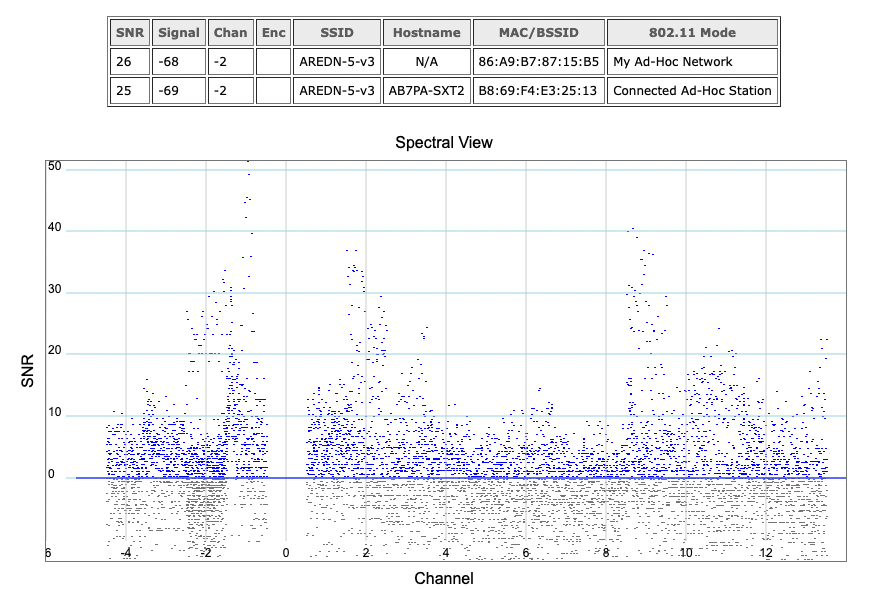 SNR Signal Chan Enc SSID Hostname MAC/BSSID 802.11 Mode
26 -68 -2 AREDN-5-v3 N/A 86:A9:B7:87:15:B5 My Ad-Hoc Network
25 -69 -2 AREDN-5-v3 AB7PA-SXT2 B8:69:F4:E3:25:13 Connected Ad-Hoc Station
Spectral View
50
40
30
20
10
0
SNR
6 -4 -2 0 2 4 6 8 10 12
Channel